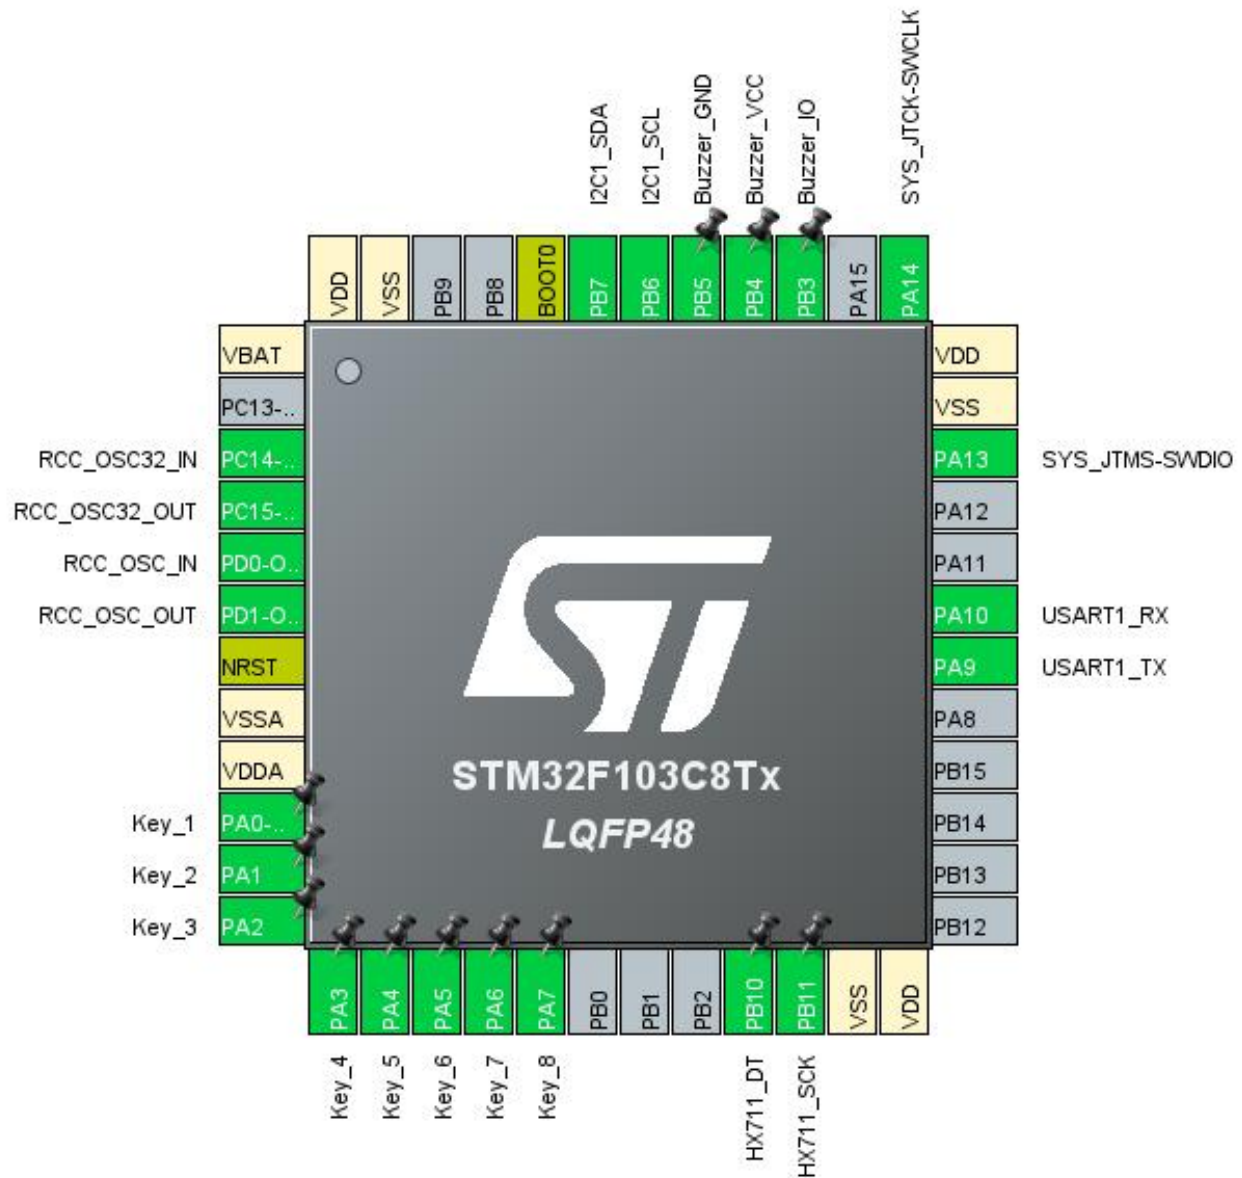 I2C1_SDA
I2C1_SCL
Buzzer_GND
Buzzer_VCC
Buzzer_IO
SYS_JTCK-SWCLK
VDD
VSS
PB9
PB8
BOOT0
PB7
PB6
PB5
PB4
PB3
PA15
PA14
VBAT
VDD
PC13-..
VSS
RCC_OSC32_IN PC14-..
PA13 SYS_JTMS-SWDIO
RCC_OSC32_OUT PC15-..
PA12
RCC_OSC_IN PD0-O..
PA11
RCC_OSC_OUT PD1-O..
PA10 USART1_RX
NRST
PA9 USART1_TX
VSSA
PA8
VDDA
PB15
Key_1 PA0-..
PB14
Key_2 PA1
PB13
Key_3 PA2
PB12
ST
STM32F103C8Tx
LQFP48
PA3
PA4
PA5
PA6
PA7
PB0
PB1
PB2
PB10
PB11
VSS
VDD
Key_4
Key_5
Key_6
Key_7
Key_8
HX711_DT
HX711_SCK